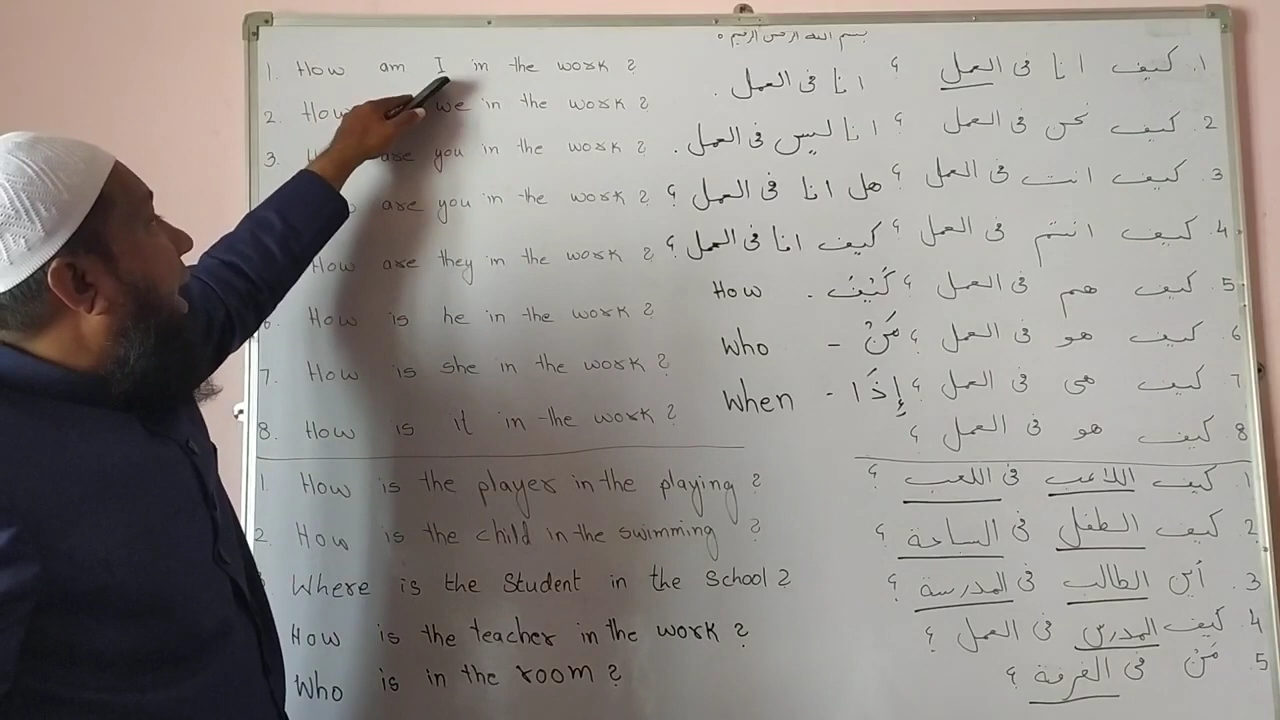 بسم الله الرحمن الرحيم ه
1. How am I in the work ?
2. How we in the work ?
3. are you in the work ?
are you in the work ?
How are they in the work ?
6. How is he in the work ?
7. How is she in the work ?
8. How is it in the work ?
1. How is the player in the playing ?
2. How is the child in the swimming ?
Where is the Student in the School ?
How is the teacher in the work ?
Who is in the room ?
انا فى العمل .
انا ليس فى العمل .
هل انا فى العمل ؟
كيف انا فى العمل ؟
How - كَيْفَ
Who - مَنْ
When - إِذَا
1. كيف انا فى العمل ؟
2. كيف نحن فى العمل ؟
3. كيف انت فى العمل ؟
4. كيف انتم فى العمل ؟
5. كيف هم فى العمل ؟
6. كيف هو فى العمل ؟
7. كيف هى فى العمل ؟
8. كيف هو فى العمل ؟
1. كيف اللاعب فى اللعب ؟
2. كيف الطفل فى الساحة ؟
3. أين الطالب فى المدرسة ؟
4. كيف المدرس فى العمل ؟
5. مَنْ فى الغرفة ؟